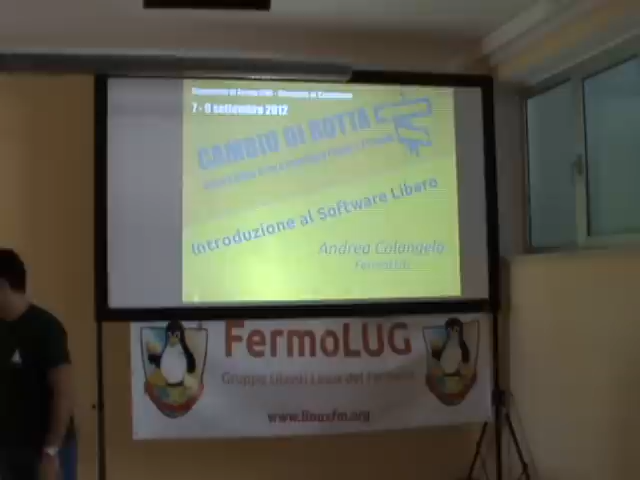 7 - 9 settembre 2012
CAMBIO DI ROTTA
Introduzione al Software Libero
Andrea Colangelo
FermoLUG
FermoLUG
Gruppo Utenti Linux del Fermano
www.linuxfm.org